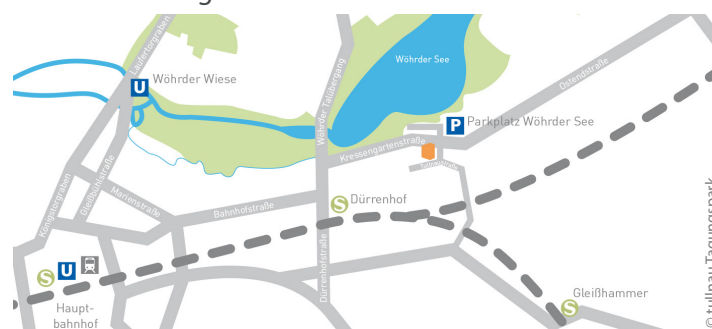 Laufertorgraben
U
Wöhrder Wiese
Wöhrder Talübergang
Wöhrder See
Ostendstraße
P
Parkplatz Wöhrder See
Kressengartenstraße
Königstorgraben
Gleißbühlstraße
Marienstraße
Bahnhofstraße
S
Dürrenhof
Dürrenhofstraße
S
U
Haupt-
bahnhof
Gleißhammer
S
© tullnau Tagungspark